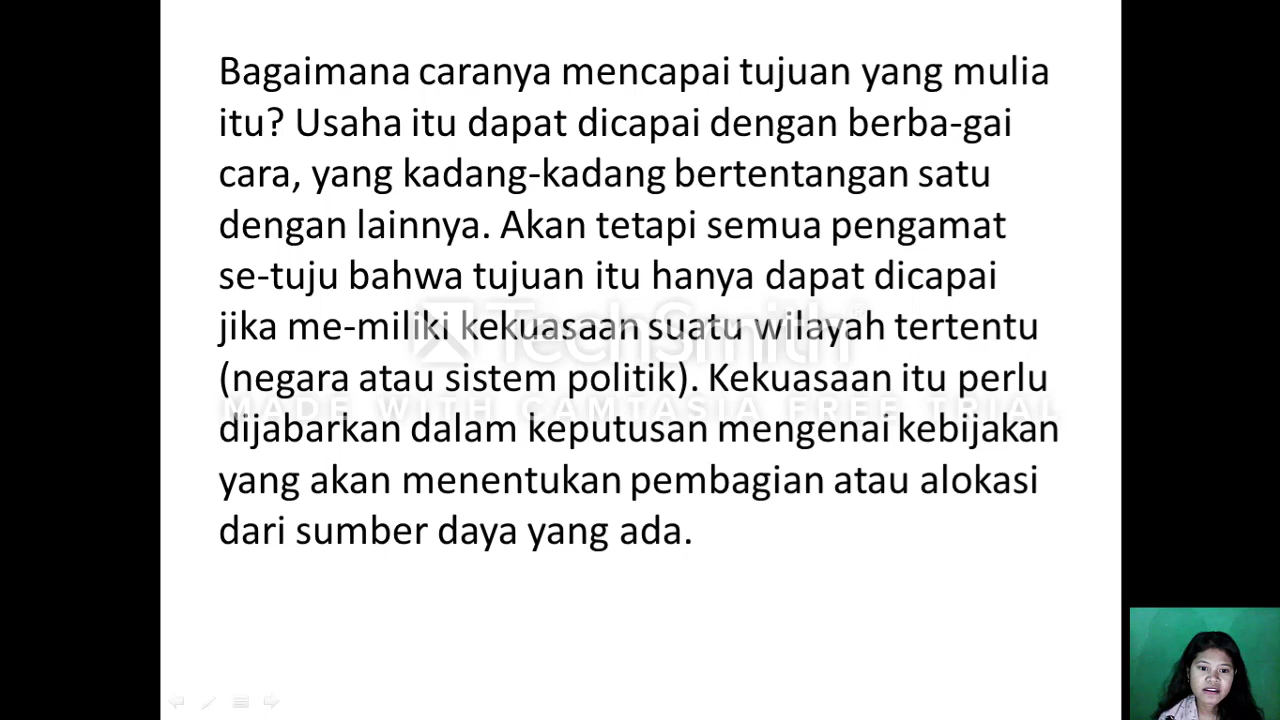 Bagaimana caranya mencapai tujuan yang mulia
itu? Usaha itu dapat dicapai dengan berba-gai
cara, yang kadang-kadang bertentangan satu
dengan lainnya. Akan tetapi semua pengamat
se-tuju bahwa tujuan itu hanya dapat dicapai
jika me-miliki kekuasaan suatu wilayah tertentu
TechSmith
(negara atau sistem politik). Kekuasaan itu perlu
MADE WITH CAMTASIA FREE TRIAL
dijabarkan dalam keputusan mengenai kebijakan
yang akan menentukan pembagian atau alokasi
dari sumber daya yang ada.